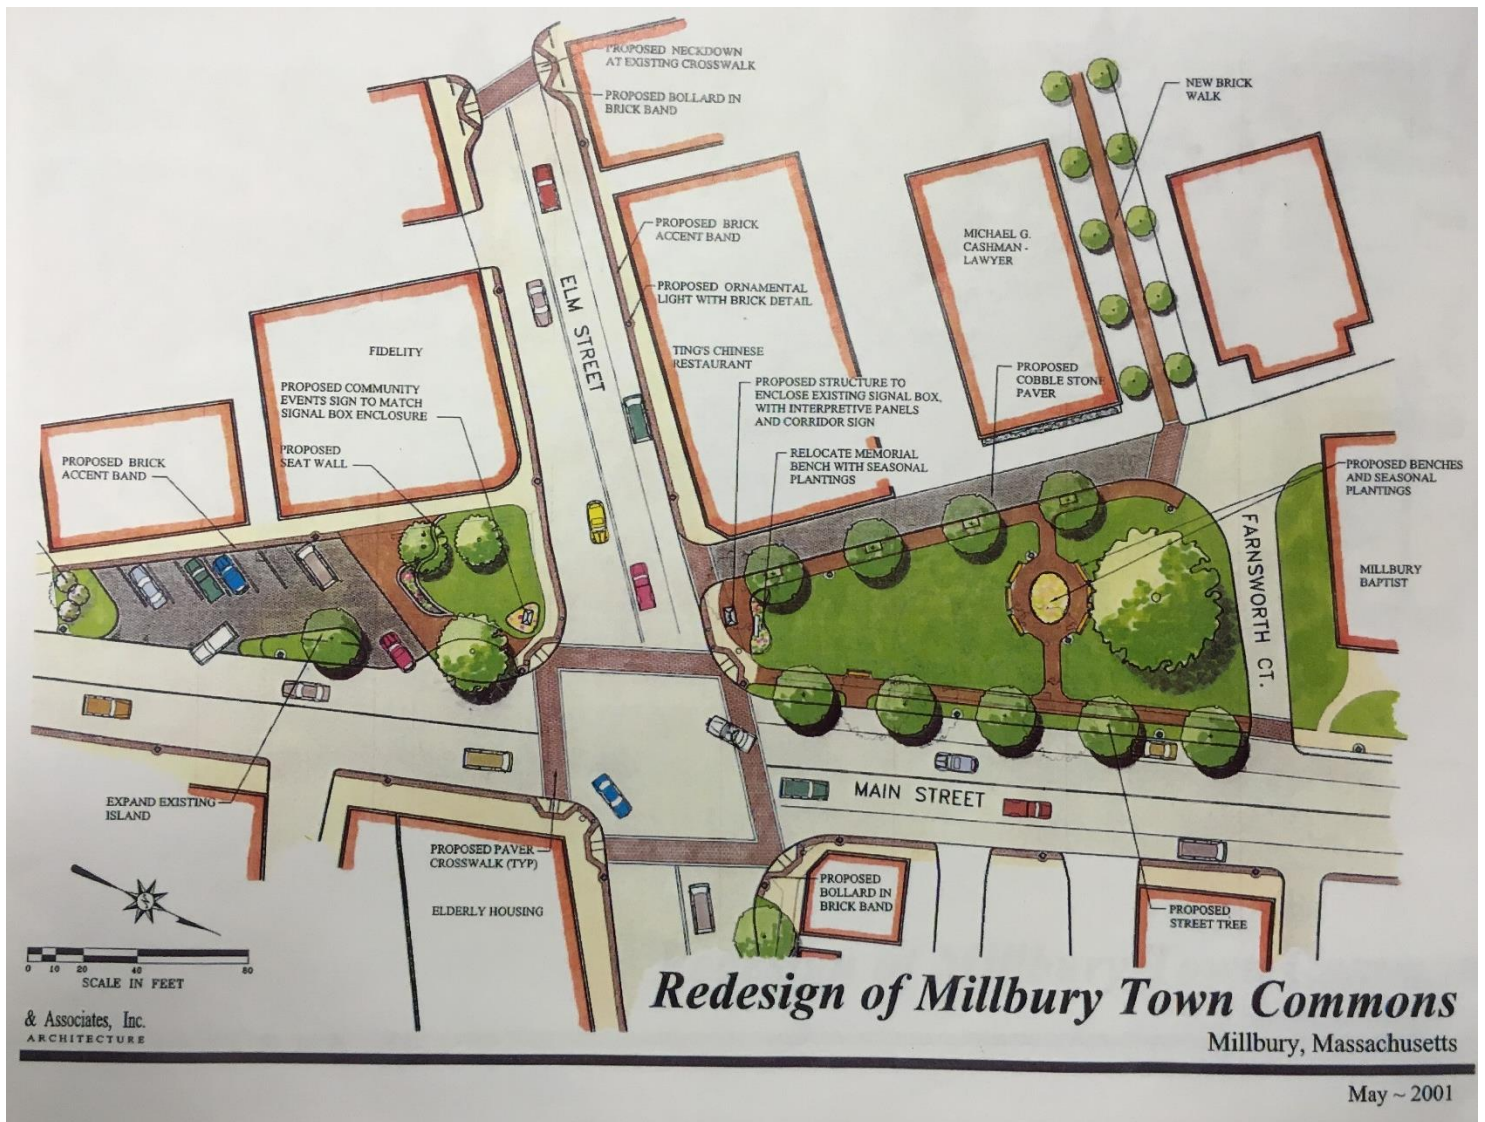 PROPOSED NECKDOWN
AT EXISTING CROSSWALK
PROPOSED BOLLARD IN
BRICK BAND
NEW BRICK
WALK
PROPOSED BRICK
ACCENT BAND
MICHAEL G.
CASHMAN -
LAWYER
PROPOSED ORNAMENTAL
LIGHT WITH BRICK DETAIL
ELM STREET
FIDELITY
TING'S CHINESE
RESTAURANT
PROPOSED COMMUNITY
EVENTS SIGN TO MATCH
SIGNAL BOX ENCLOSURE
PROPOSED STRUCTURE TO
ENCLOSE EXISTING SIGNAL BOX,
WITH INTERPRETIVE PANELS
AND CORRIDOR SIGN
PROPOSED
COBBLE STONE
PAVER
PROPOSED
SEAT WALL
PROPOSED BRICK
ACCENT BAND
RELOCATE MEMORIAL
BENCH WITH SEASONAL
PLANTINGS
PROPOSED BENCHES
AND SEASONAL
PLANTINGS
FARNSWORTH CT.
MILLBURY
BAPTIST
MAIN STREET
EXPAND EXISTING
ISLAND
PROPOSED PAVER
CROSSWALK (TYP)
ELDERLY HOUSING
PROPOSED
BOLLARD IN
BRICK BAND
PROPOSED
STREET TREE
0 10 20 40 80
SCALE IN FEET
& Associates, Inc.
ARCHITECTURE
Redesign of Millbury Town Commons
Millbury, Massachusetts
May ~ 2001